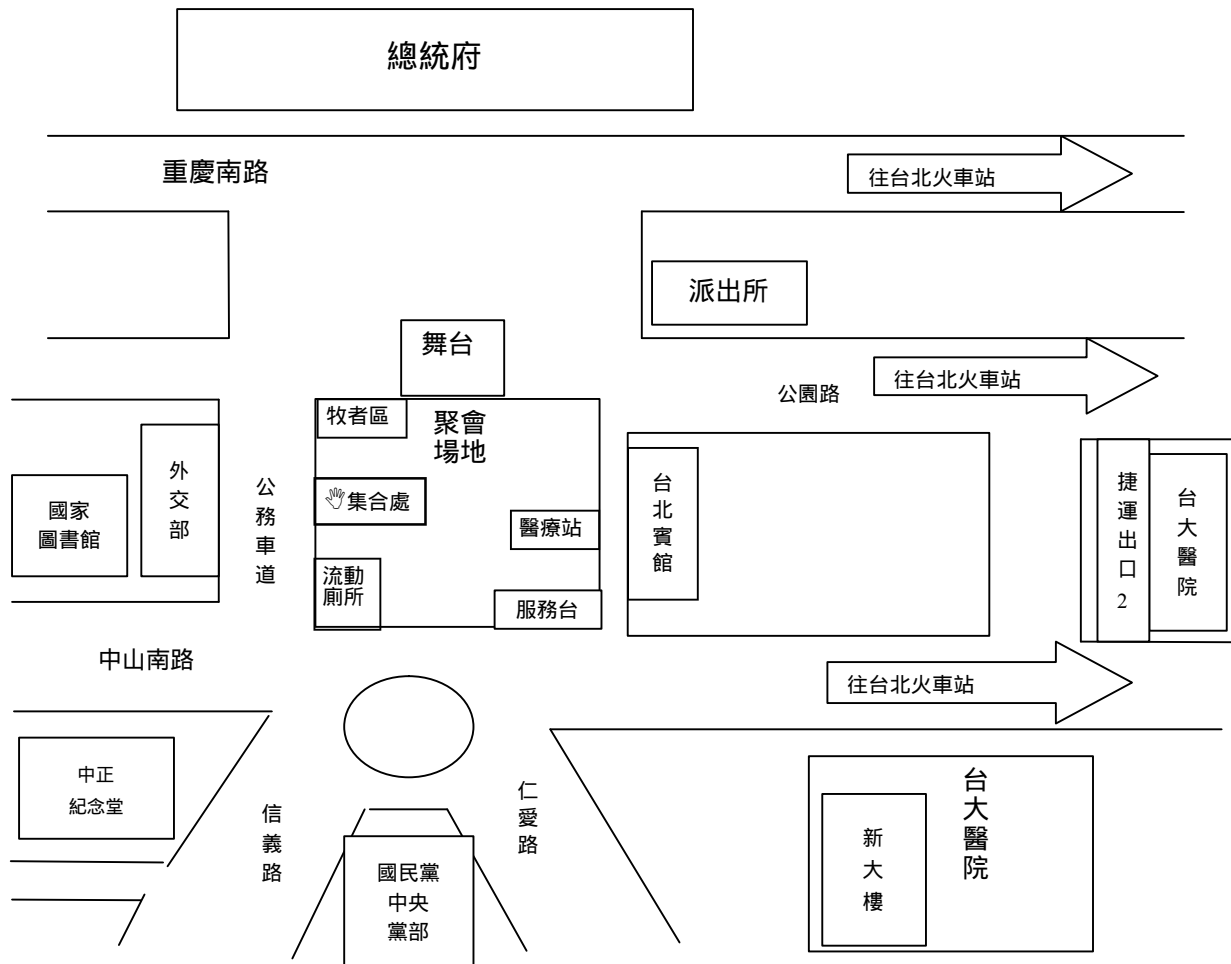 總統府
重慶南路
往台北火車站
派出所
舞台
往台北火車站
公園路
牧者區
聚會
場地
外交部
國家
圖書館
公務車道
集合處
醫療站
流動
廁所
服務台
台北賓館
捷運出口2
台大醫院
中山南路
往台北火車站
中正
紀念堂
信義路
仁愛路
國民黨
中央
黨部
新大樓
台大醫院